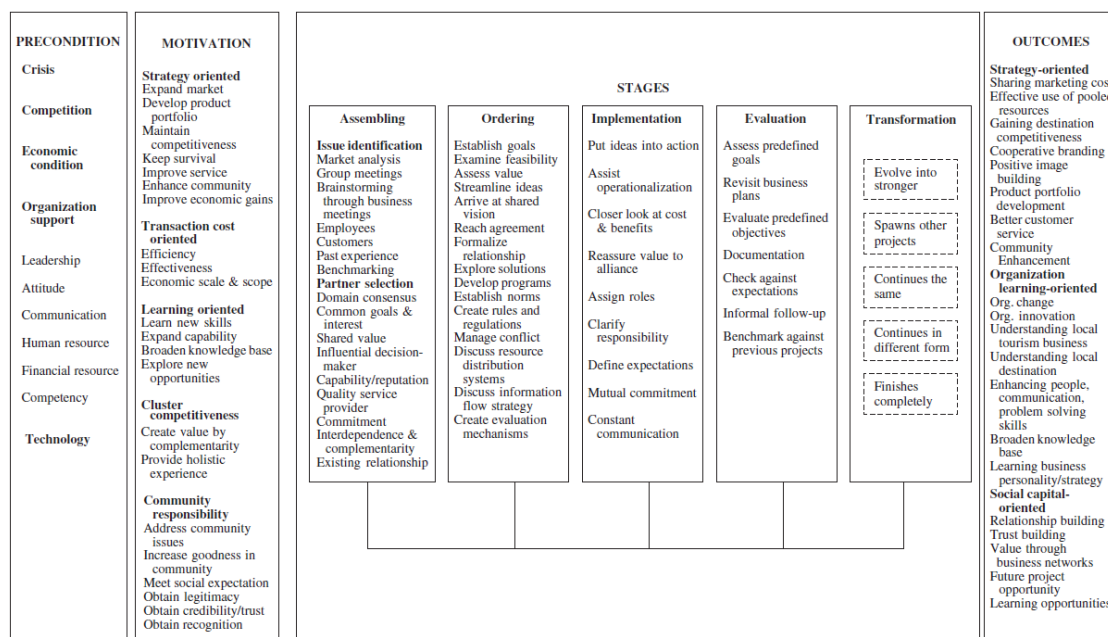 PRECONDITION
Crisis
Competition
Economic
condition
Organization
support
Leadership
Attitude
Communication
Human resource
Financial resource
Competency
Technology
MOTIVATION
Strategy oriented
Expand market
Develop product
portfolio
Maintain
competitiveness
Keep survival
Improve service
Enhance community
Improve economic gains
Transaction cost
oriented
Efficiency
Effectiveness
Economic scale & scope
Learning oriented
Learn new skills
Expand capability
Broaden knowledge base
Explore new
opportunities
Cluster
competitiveness
Create value by
complementarity
Provide holistic
experience
Community
responsibility
Address community
issues
Increase goodness in
community
Meet social expectation
Obtain legitimacy
Obtain credibility/trust
Obtain recognition
STAGES
Assembling
Issue identification
Market analysis
Group meetings
Brainstorming
through business
meetings
Employees
Customers
Past experience
Benchmarking
Partner selection
Domain consensus
Common goals &
interest
Shared value
Influential decision-
maker
Capability/reputation
Quality service
provider
Commitment
Interdependence &
complementarity
Existing relationship
Ordering
Establish goals
Examine feasibility
Assess value
Streamline ideas
Arrive at shared
vision
Reach agreement
Formalize
relationship
Explore solutions
Develop programs
Establish norms
Create rules and
regulations
Manage conflict
Discuss resource
distribution
systems
Discuss information
flow strategy
Create evaluation
mechanisms
Implementation
Put ideas into action
Assist
operationalization
Closer look at cost
& benefits
Reassure value to
alliance
Assign roles
Clarify
responsibility
Define expectations
Mutual commitment
Constant
communication
Evaluation
Assess predefined
goals
Revisit business
plans
Evaluate predefined
objectives
Documentation
Check against
expectations
Informal follow-up
Benchmark against
previous projects
Transformation
Evolve into
stronger
Spawns other
projects
Continues the
same
Continues in
different form
Finishes
completely
OUTCOMES
Strategy-oriented
Sharing marketing cos
Effective use of poole
resources
Gaining destination
competitiveness
Cooperative branding
Positive image
building
Product portfolio
development
Better customer
service
Community
Enhancement
Organization
learning-oriented
Org. change
Org. innovation
Understanding local
tourism business
Understanding local
destination
Enhancing people,
communication,
problem solving
skills
Broaden knowledge
base
Learning business
personality/strategy
Social capital-
oriented
Relationship building
Trust building
Value through
business networks
Future project
opportunity
Learning opportunities